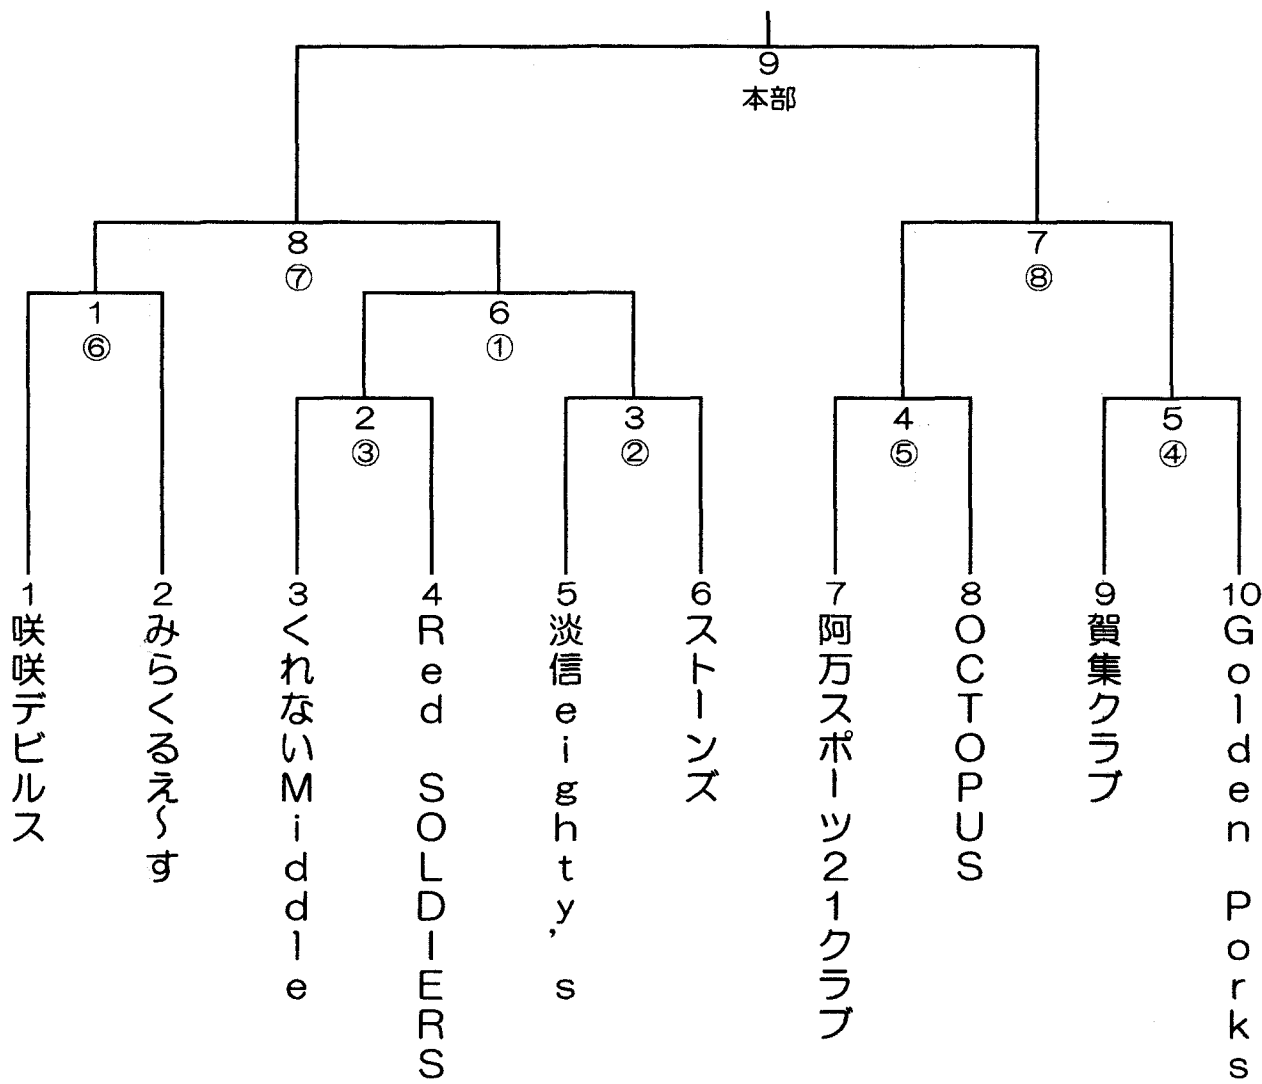 9
本部
8
⑦
7
⑧
1
⑥
6
①
2
③
3
②
4
⑤
5
④
1 咲咲デビルス
2 みらくるえ～す
3 くれないMiddle
4 Red SOLDIERS
5 淡信eighty's
6 ストーンズ
7 阿万スポーツ21クラブ
8 OCTOPUS
9 賀集クラブ
10 Golden Porks